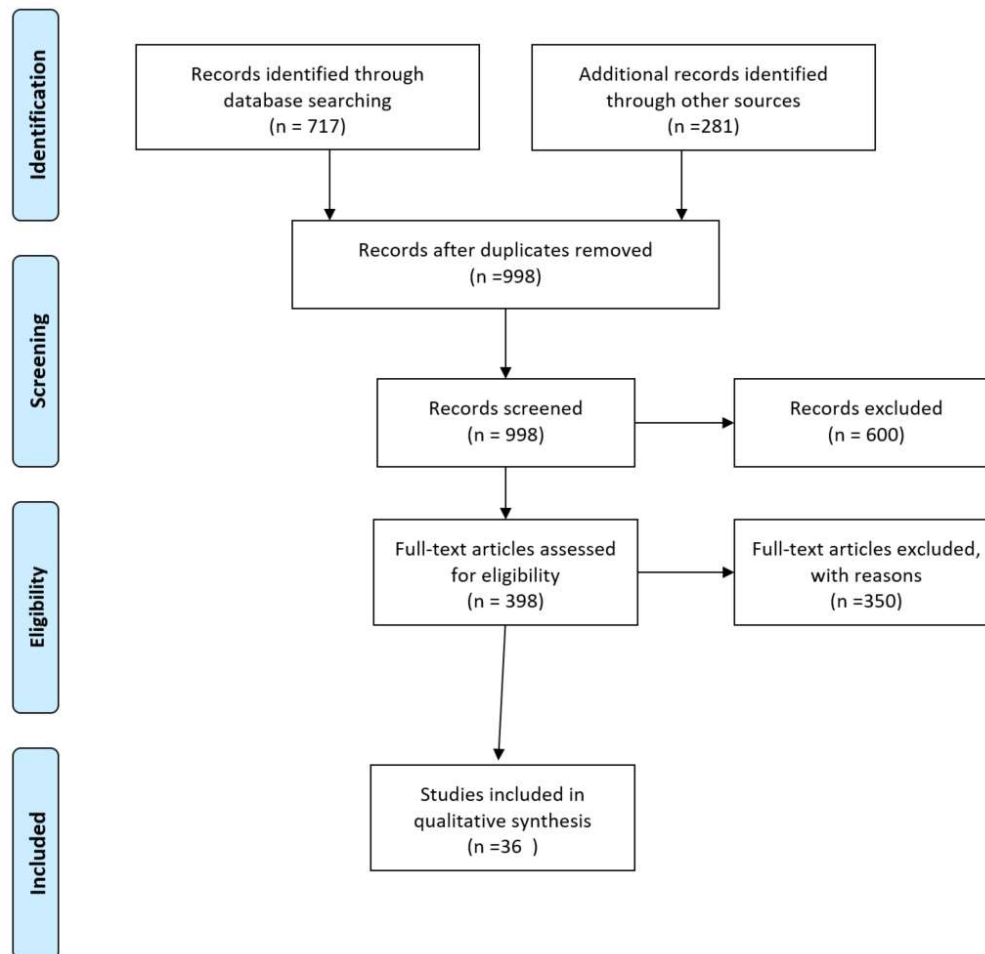 Identification
Records identified through
database searching
(n = 717)
Additional records identified
through other sources
(n =281)
Records after duplicates removed
(n =998)
Screening
Records screened
(n = 998)
Records excluded
(n = 600)
Eligibility
Full-text articles assessed
for eligibility
(n = 398)
Full-text articles excluded,
with reasons
(n =350)
Included
Studies included in
qualitative synthesis
(n =36  )